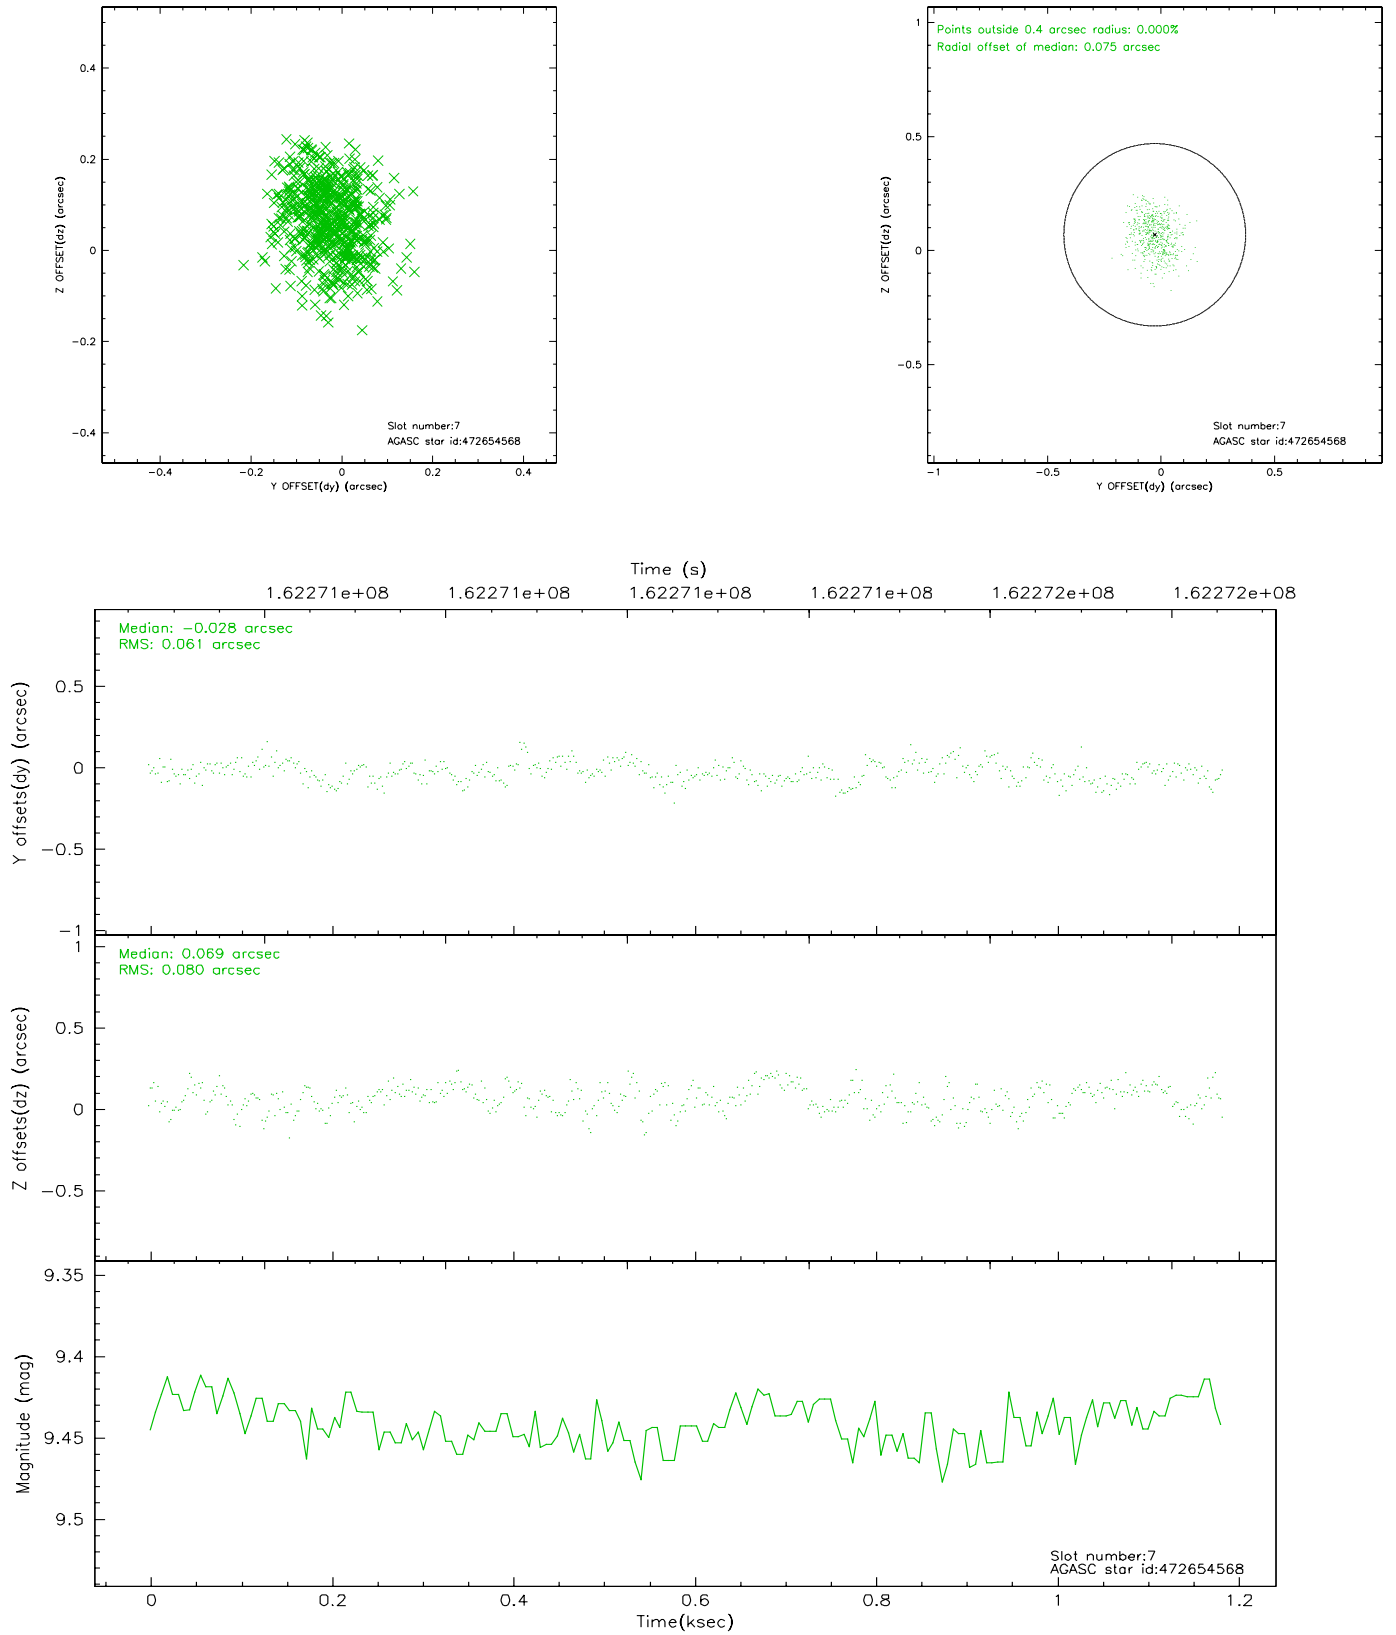 0.4
0.2
0
−0.2
−0.4
Z OFFSET(dz) (arcsec)
Slot number:7
AGASC star id:472654568
−0.4 −0.2 0 0.2 0.4
Y OFFSET(dy) (arcsec)
Points outside 0.4 arcsec radius: 0.000%
Radial offset of median: 0.075 arcsec
1
0.5
0
−0.5
Z OFFSET(dz) (arcsec)
Slot number:7
AGASC star id:472654568
−1 −0.5 0 0.5
Y OFFSET(dy) (arcsec)
Time (s)
1.62271e+08 1.62271e+08 1.62271e+08 1.62271e+08 1.62272e+08 1.62272e+08
Median: −0.028 arcsec
RMS: 0.061 arcsec
0.5
0
−0.5
−1
Y offsets(dy) (arcsec)
Median: 0.069 arcsec
RMS: 0.080 arcsec
1
0.5
0
−0.5
Z offsets(dz) (arcsec)
9.35
9.4
9.45
9.5
Magnitude (mag)
Slot number:7
AGASC star id:472654568
0 0.2 0.4 0.6 0.8 1 1.2
Time(ksec)